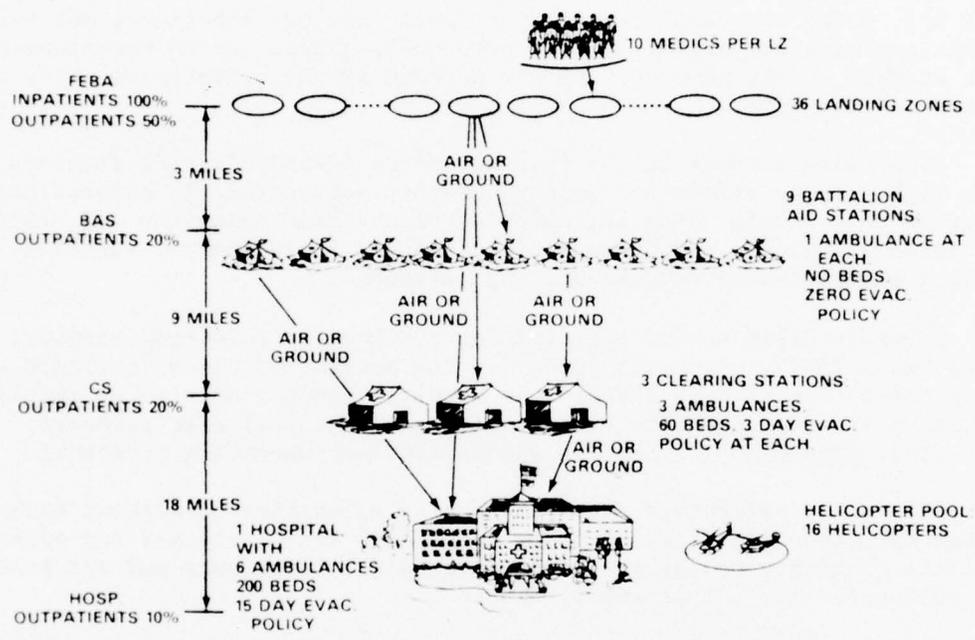 10 MEDICS PER LZ
FEBA
INPATIENTS 100%
OUTPATIENTS 50%
36 LANDING ZONES
3 MILES
AIR OR
GROUND
9 BATTALION
AID STATIONS
1 AMBULANCE AT
EACH.
NO BEDS.
ZERO EVAC.
POLICY
BAS
OUTPATIENTS 20%
9 MILES
AIR OR
GROUND
AIR OR
GROUND
AIR OR
GROUND
CS
OUTPATIENTS 20%
3 CLEARING STATIONS
3 AMBULANCES.
60 BEDS. 3 DAY EVAC.
POLICY AT EACH.
AIR OR
GROUND
18 MILES
1 HOSPITAL
WITH
6 AMBULANCES
200 BEDS
15 DAY EVAC.
POLICY
HELICOPTER POOL
16 HELICOPTERS
HOSP
OUTPATIENTS 10%